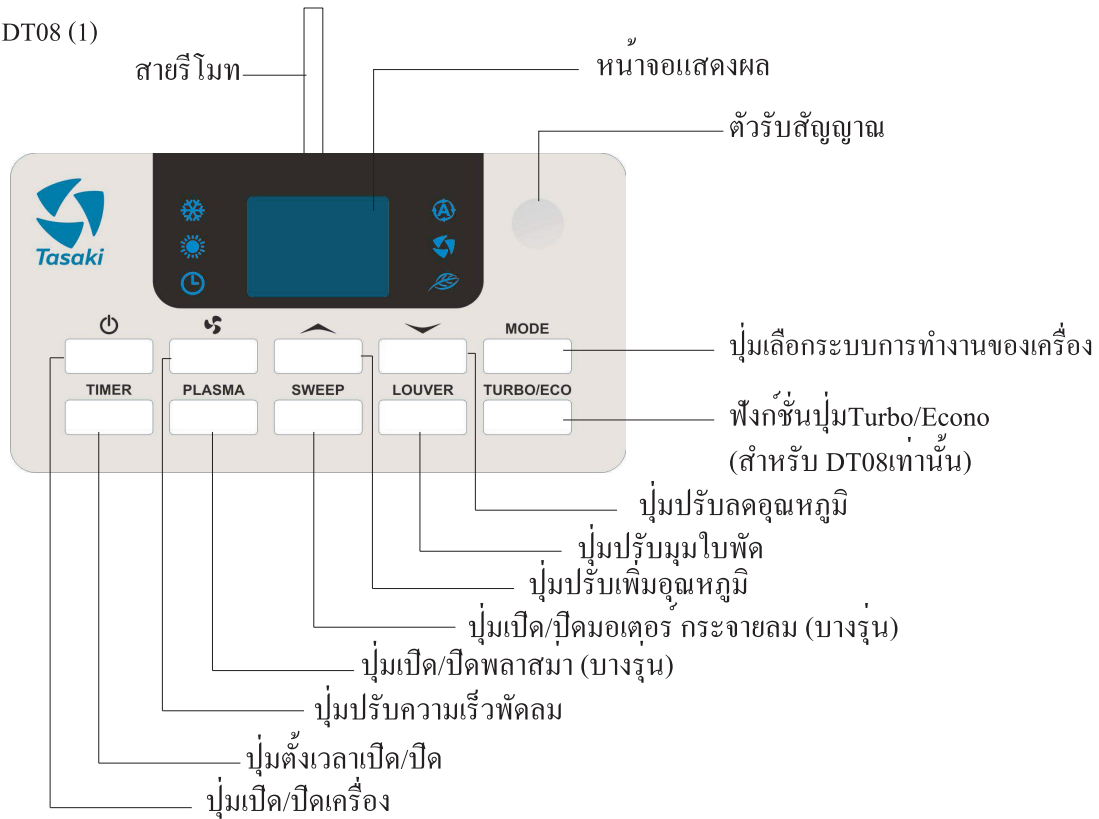 DT08 (1)
สายรีโมท
หน้าจอแสดงผล
ตัวรับสัญญาณ
Tasaki
MODE
TIMER
PLASMA
SWEEP
LOUVER
TURBO/ECO
ปุ่มเลือกระบบการทำงานของเครื่อง
ฟังก์ชั่นปุ่มTurbo/Econo
(สำหรับ DT08เท่านั้น)
ปุ่มปรับลดอุณหภูมิ
ปุ่มปรับมุมใบพัด
ปุ่มปรับเพิ่มอุณหภูมิ
ปุ่มเปิด/ปิดมอเตอร์ กระจายลม (บางรุ่น)
ปุ่มเปิด/ปิดพลาสม่า (บางรุ่น)
ปุ่มปรับความเร็วพัดลม
ปุ่มตั้งเวลาเปิด/ปิด
ปุ่มเปิด/ปิดเครื่อง